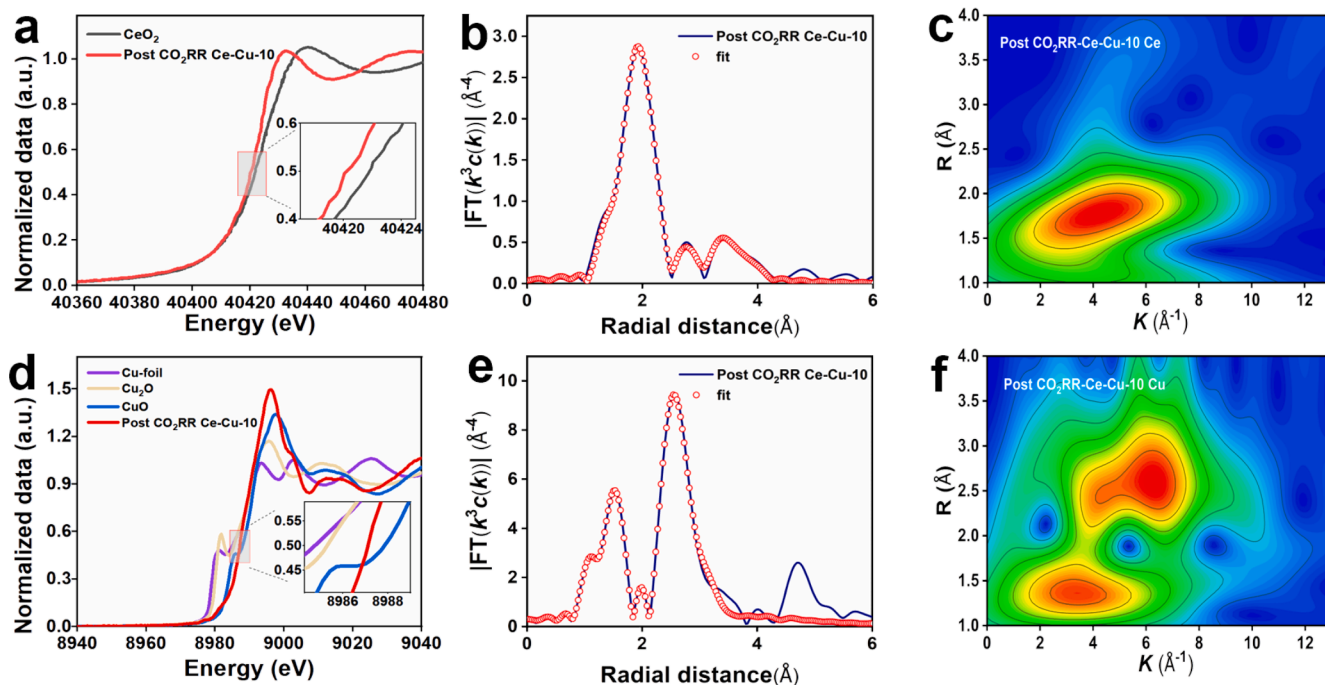 a
CeO₂
Post CO₂RR Ce-Cu-10
Normalized data (a.u.)
1.0
0.8
0.6
0.4
0.2
0.0
0.6
0.5
0.4
40420 40424
40360 40400 40420 40440 40460 40480
Energy (eV)
b
Post CO₂RR Ce-Cu-10
fit
|FT(k³c(k))| (Å⁻⁴)
3.0
2.5
2.0
1.5
1.0
0.5
0.0
0 2 4 6
Radial distance(Å)
c
Post CO₂RR-Ce-Cu-10 Ce
R (Å)
4.0
3.5
3.0
2.5
2.0
1.5
1.0
0 2 4 6 8 10 12
K (Å⁻¹)
d
Cu-foil
Cu₂O
CuO
Post CO₂RR Ce-Cu-10
Normalized data (a.u.)
1.5
1.2
0.9
0.6
0.3
0.0
0.55
0.50
0.45
8986 8988
8940 8960 8980 9000 9020 9040
Energy (eV)
e
Post CO₂RR Ce-Cu-10
fit
|FT(k³c(k))| (Å⁻⁴)
10
8
6
4
2
0
0 2 4 6
Radial distance(Å)
f
Post CO₂RR-Ce-Cu-10 Cu
R (Å)
4.0
3.5
3.0
2.5
2.0
1.5
1.0
0 2 4 6 8 10 12
K (Å⁻¹)